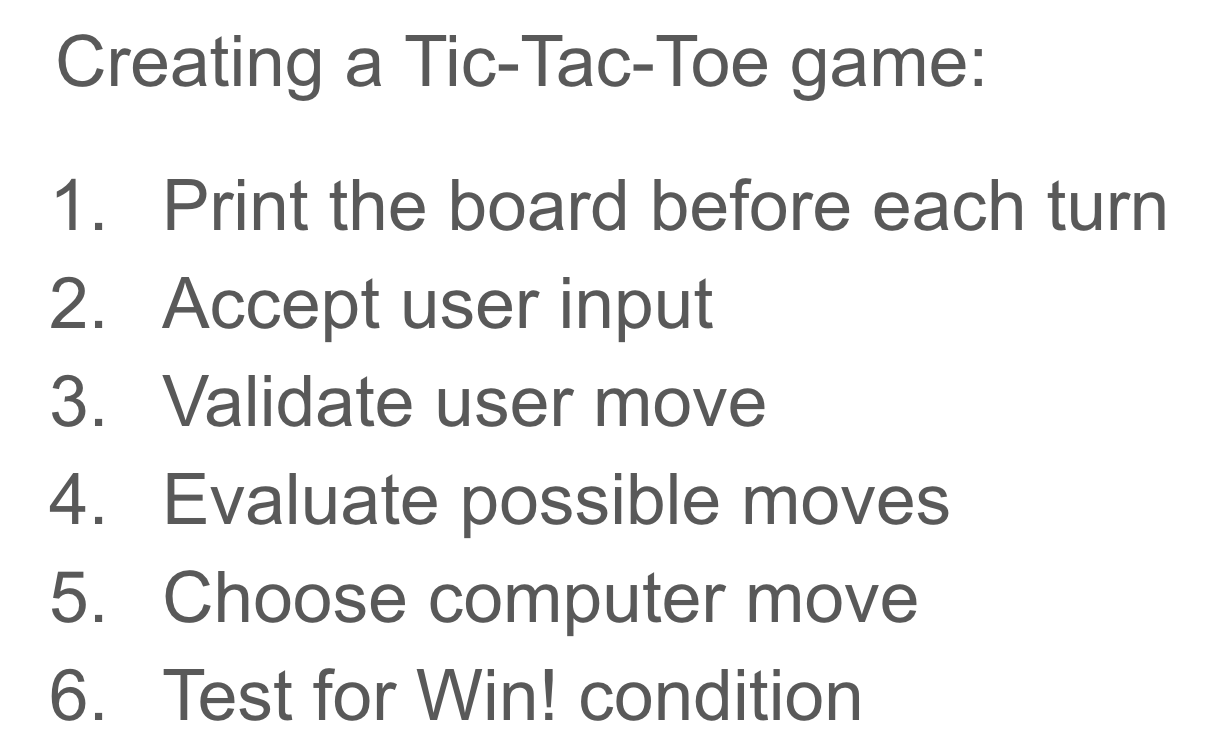 Creating a Tic-Tac-Toe game:
1. Print the board before each turn
2. Accept user input
3. Validate user move
4. Evaluate possible moves
5. Choose computer move
6. Test for Win! condition